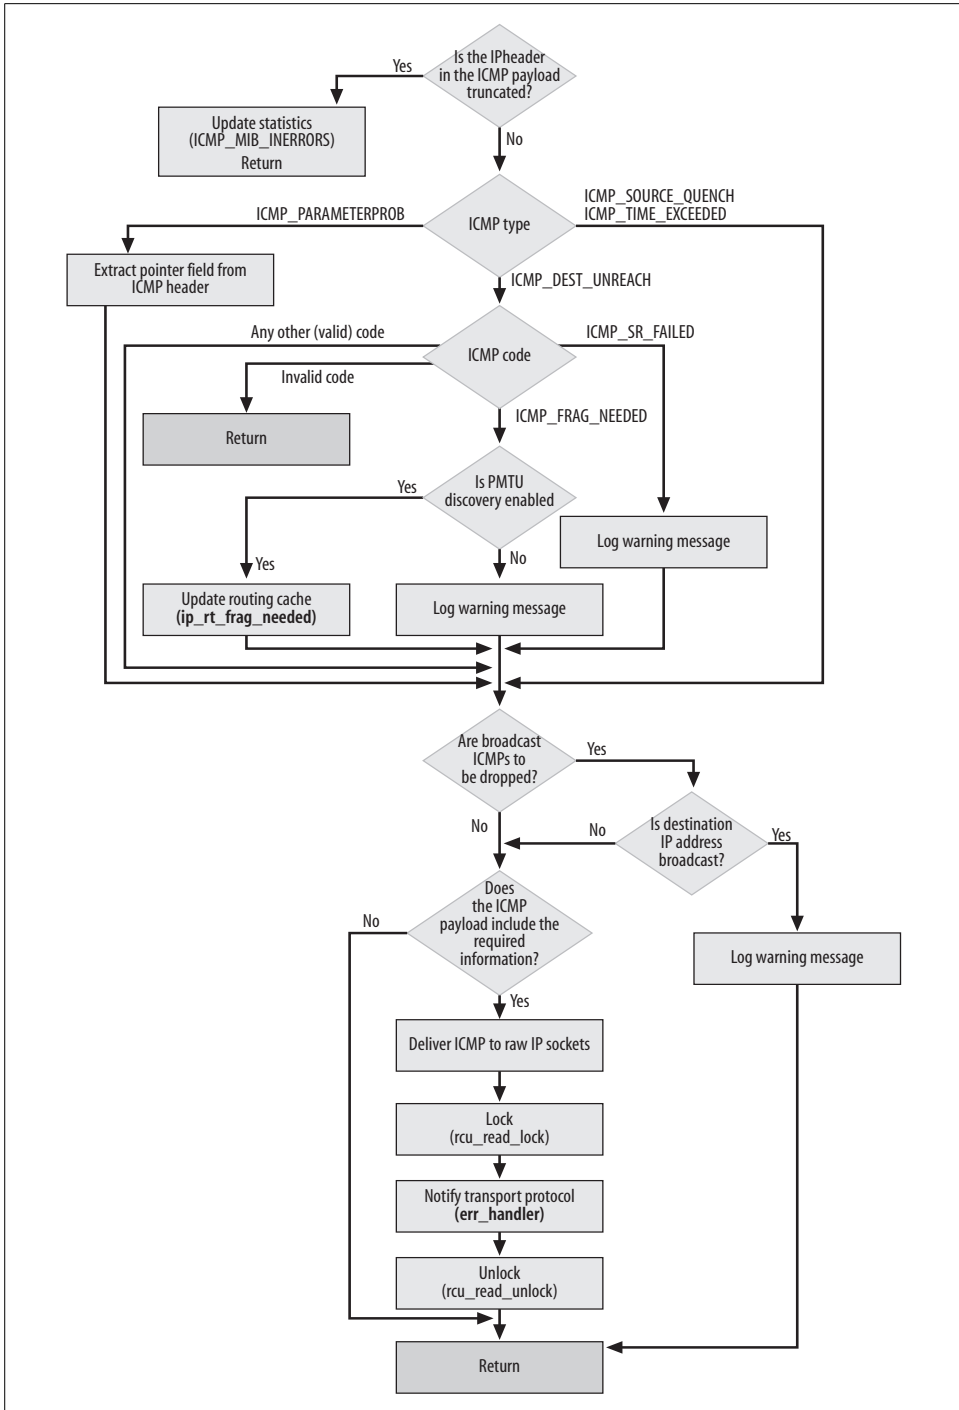 Is the IPheader
in the ICMP payload
truncated?
Yes
Update statistics
(ICMP_MIB_INERRORS)
Return
No
ICMP_PARAMETERPROB
ICMP type
ICMP_SOURCE_QUENCH
ICMP_TIME_EXCEEDED
Extract pointer field from
ICMP header
ICMP_DEST_UNREACH
Any other (valid) code
ICMP code
ICMP_SR_FAILED
Invalid code
Return
ICMP_FRAG_NEEDED
Yes
Is PMTU
discovery enabled
Log warning message
Yes
No
Update routing cache
(ip_rt_frag_needed)
Log warning message
Are broadcast
ICMPs to
be dropped?
Yes
No
No
Is destination
IP address
broadcast?
Yes
Does
the ICMP
payload include the
required
information?
No
Log warning message
Yes
Deliver ICMP to raw IP sockets
Lock
(rcu_read_lock)
Notify transport protocol
(err_handler)
Unlock
(rcu_read_unlock)
Return